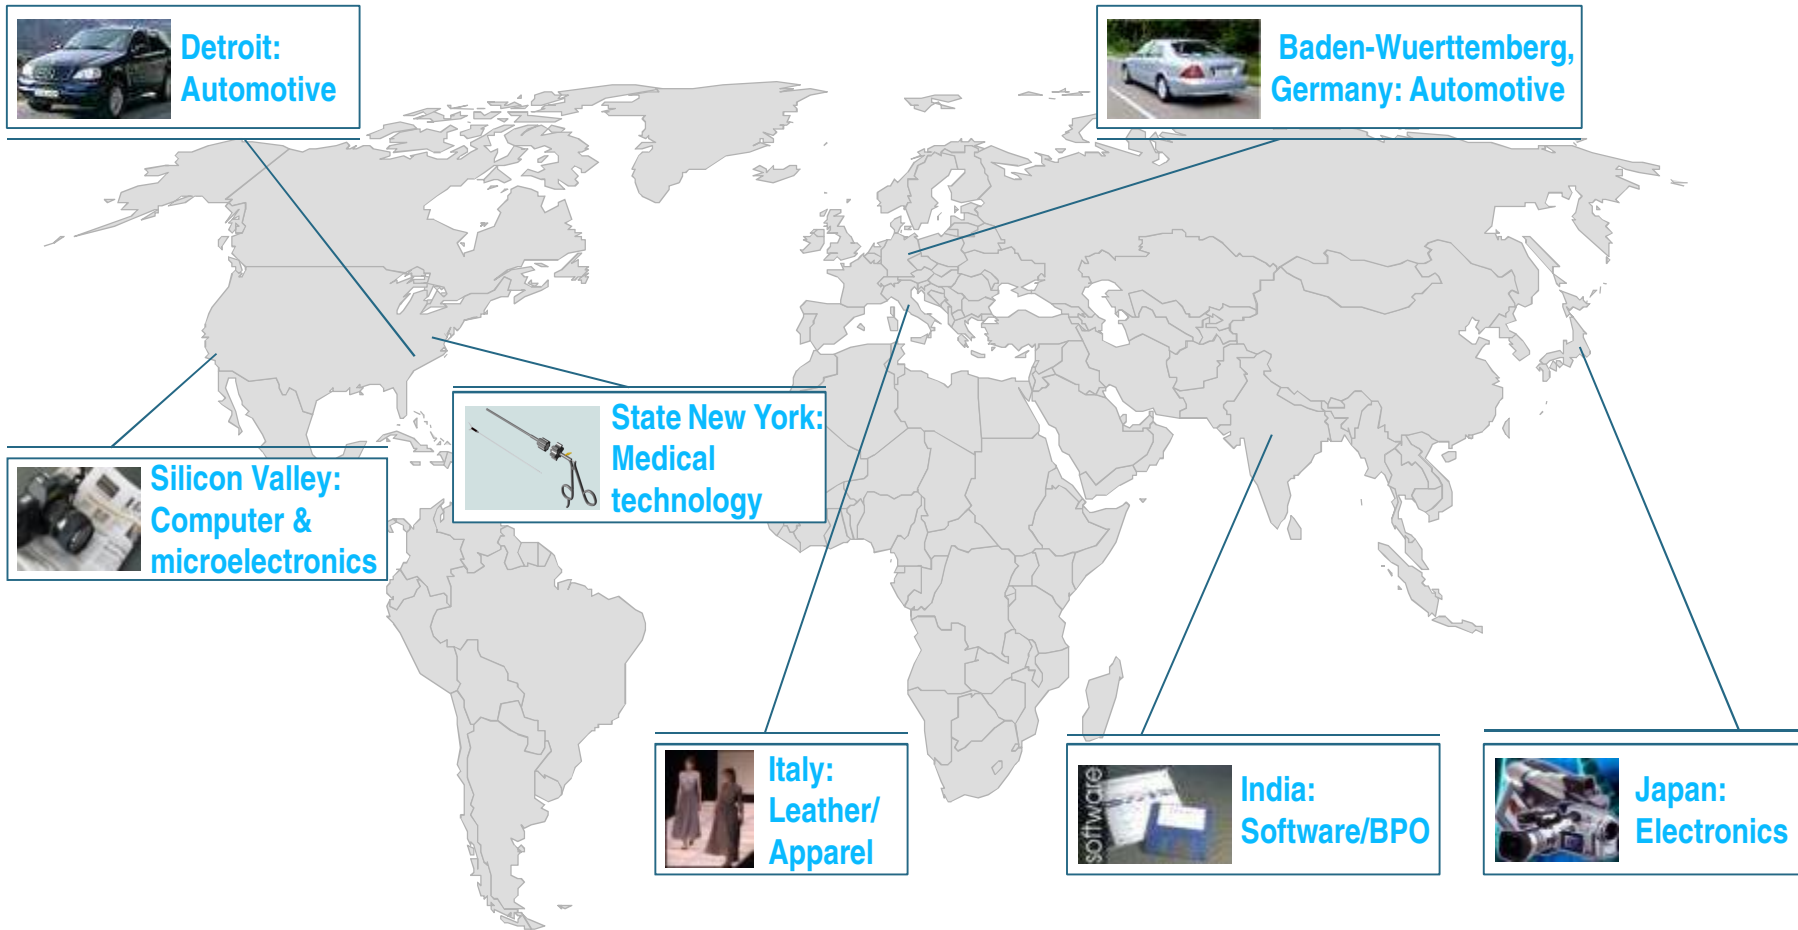 Detroit:
Automotive
Baden-Wuerttemberg,
Germany: Automotive
State New York:
Medical
technology
Silicon Valley:
Computer &
microelectronics
Italy:
Leather/
Apparel
software
India:
Software/BPO
Japan:
Electronics